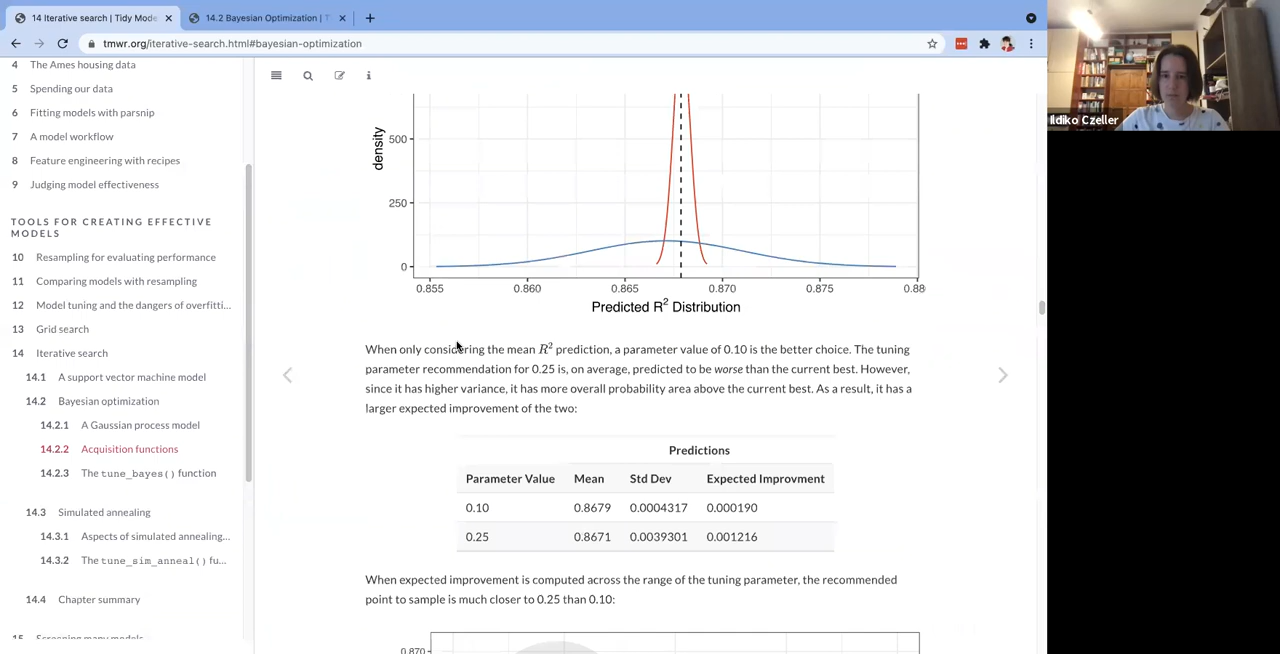 14 Iterative search | Tidy Mode
14.2 Bayesian Optimization | T
tmwr.org/iterative-search.html#bayesian-optimization
Ildiko Czeller
4 The Ames housing data
5 Spending our data
6 Fitting models with parsnip
7 A model workflow
8 Feature engineering with recipes
9 Judging model effectiveness
TOOLS FOR CREATING EFFECTIVE
MODELS
10 Resampling for evaluating performance
11 Comparing models with resampling
12 Model tuning and the dangers of overfitti...
13 Grid search
14 Iterative search
14.1 A support vector machine model
14.2 Bayesian optimization
14.2.1 A Gaussian process model
14.2.2 Acquisition functions
14.2.3 The tune_bayes() function
14.3 Simulated annealing
14.3.1 Aspects of simulated annealing...
14.3.2 The tune_sim_anneal() fu...
14.4 Chapter summary
15 Screening many models
density
500
250
0
0.855 0.860 0.865 0.870 0.875 0.88
Predicted R² Distribution
When only considering the mean R² prediction, a parameter value of 0.10 is the better choice. The tuning
parameter recommendation for 0.25 is, on average, predicted to be worse than the current best. However,
since it has higher variance, it has more overall probability area above the current best. As a result, it has a
larger expected improvement of the two:
Predictions
Parameter Value Mean Std Dev Expected Improvment
0.10 0.8679 0.0004317 0.000190
0.25 0.8671 0.0039301 0.001216
When expected improvement is computed across the range of the tuning parameter, the recommended
point to sample is much closer to 0.25 than 0.10:
0.870